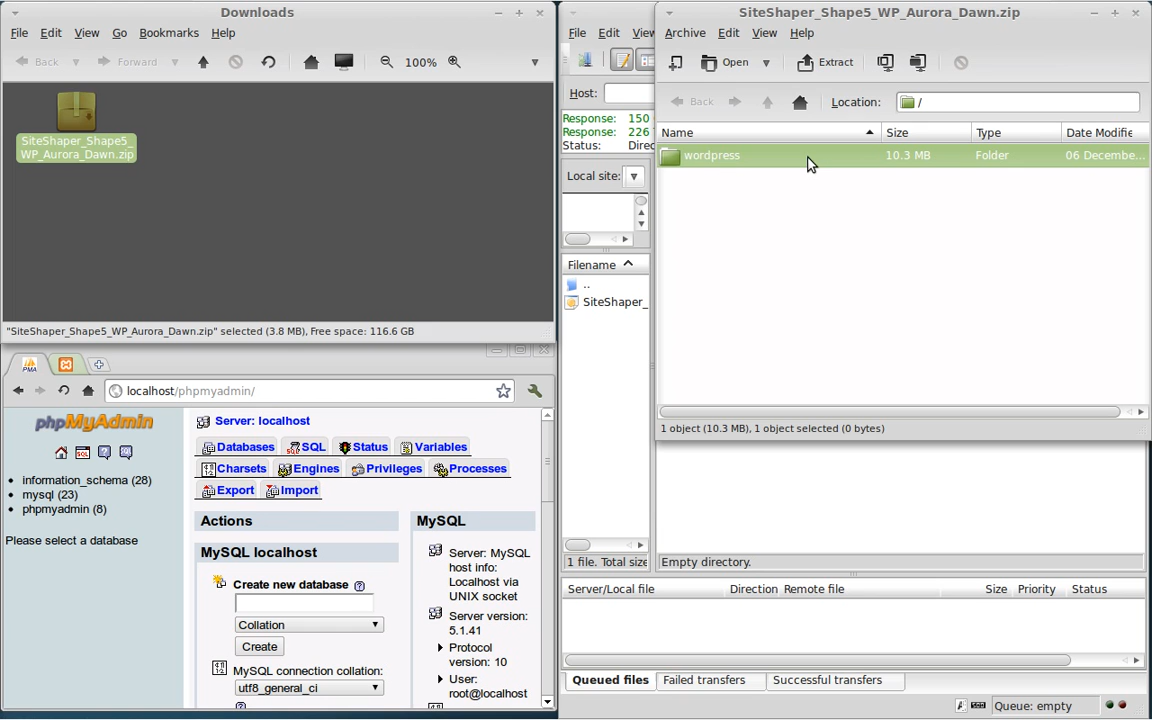 Downloads
File Edit View Go Bookmarks Help
Back Forward 100%
SiteShaper_Shape5_
WP_Aurora_Dawn.zip
"SiteShaper_Shape5_WP_Aurora_Dawn.zip" selected (3.8 MB), Free space: 116.6 GB
PMA
localhost/phpmyadmin/
phpMyAdmin
SQL
information_schema (28)
mysql (23)
phpmyadmin (8)
Please select a database
Server: localhost
Databases SQL Status Variables
Charsets Engines Privileges Processes
Export Import
Actions
MySQL localhost
Create new database
Collation
Create
MySQL connection collation:
utf8_general_ci
MySQL
Server: MySQL
host info:
Localhost via
UNIX socket
Server version:
5.1.41
Protocol
version: 10
User:
root@localhost
File Edit View
Host:
Response: 150
Response: 226
Status: Direc
Local site:
Filename
..
SiteShaper_
1 file. Total size
SiteShaper_Shape5_WP_Aurora_Dawn.zip
Archive Edit View Help
Open Extract
Back Location: /
Name Size Type Date Modifie
wordpress 10.3 MB Folder 06 Decembe...
1 object (10.3 MB), 1 object selected (0 bytes)
Empty directory.
Server/Local file Direction Remote file Size Priority Status
Queued files Failed transfers Successful transfers
Queue: empty